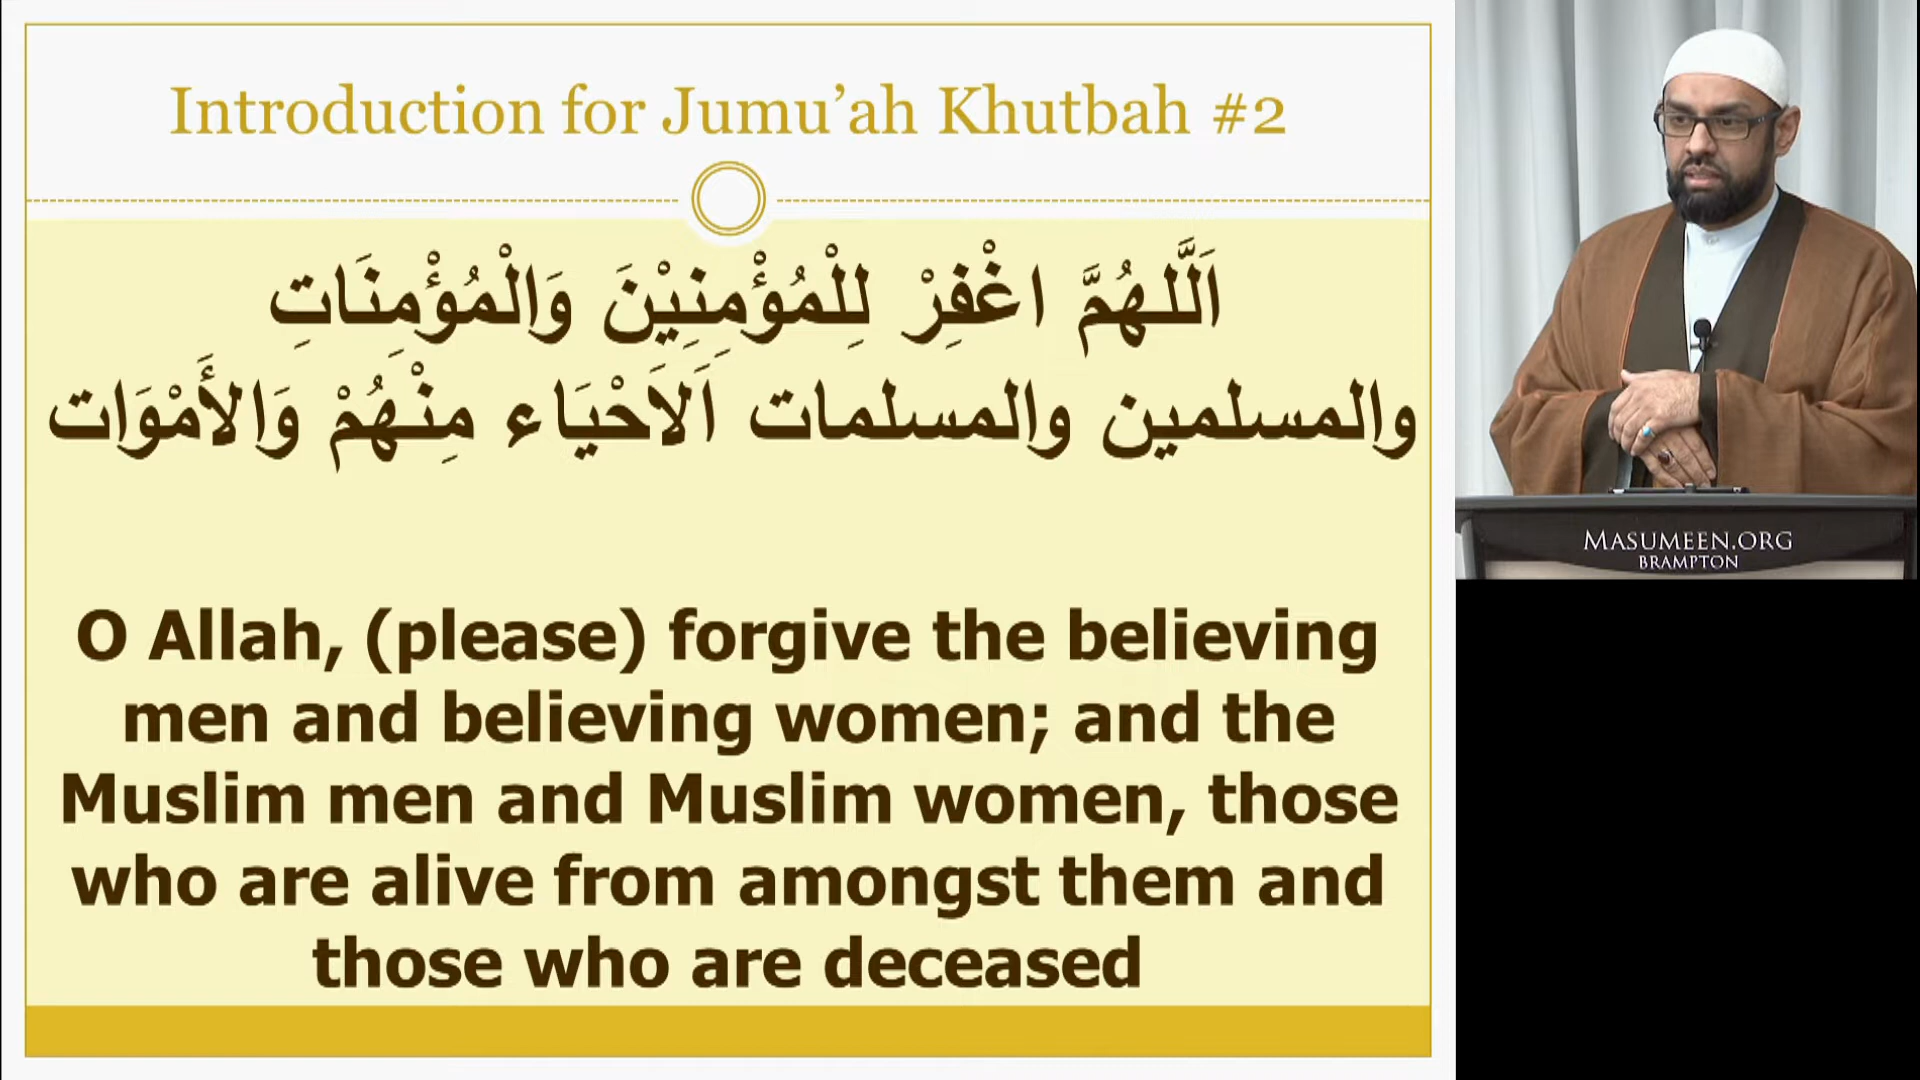 Introduction for Jumu’ah Khutbah #2
اَللَّهُمَّ اغْفِرْ لِلْمُؤْمِنِيْنَ وَالْمُؤْمِنَاتِ
والمسلمين والمسلمات اَلاَحْيَاء مِنْهُمْ وَالأَمْوَات
O Allah, (please) forgive the believing
men and believing women; and the
Muslim men and Muslim women, those
who are alive from amongst them and
those who are deceased
MASUMEEN.ORG
BRAMPTON